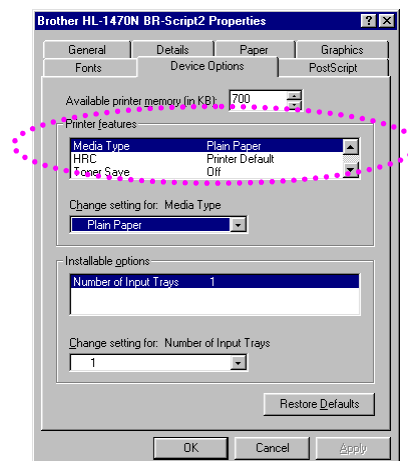 Brother HL-1470N BR-Script2 Properties
General Details Paper Graphics
Fonts Device Options PostScript
Available printer memory (in KB): 700
Printer features
Media Type Plain Paper
HRC Printer Default
Toner Save Off
Change setting for: Media Type
Plain Paper
Installable options
Number of Input Trays 1
Change setting for: Number of Input Trays
1
Restore Defaults
OK Cancel Apply